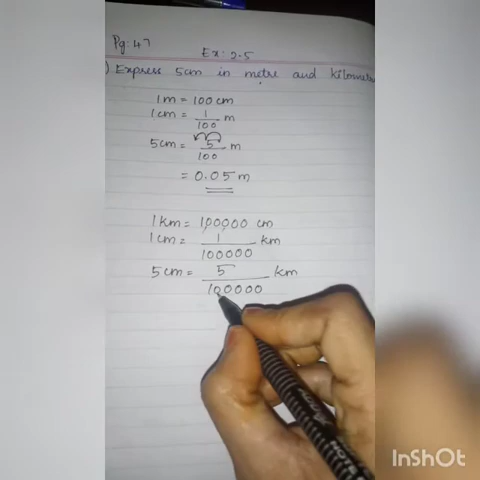 Pg: 47
Ex: 2.5
) Express 5cm in metre and kilometre
1m = 100 cm
1cm = 1/100 m
5cm = 5/100 m
= 0.05 m
1km = 100000 cm
1cm = 1/100000 km
5cm = 5/100000 km
InShOt